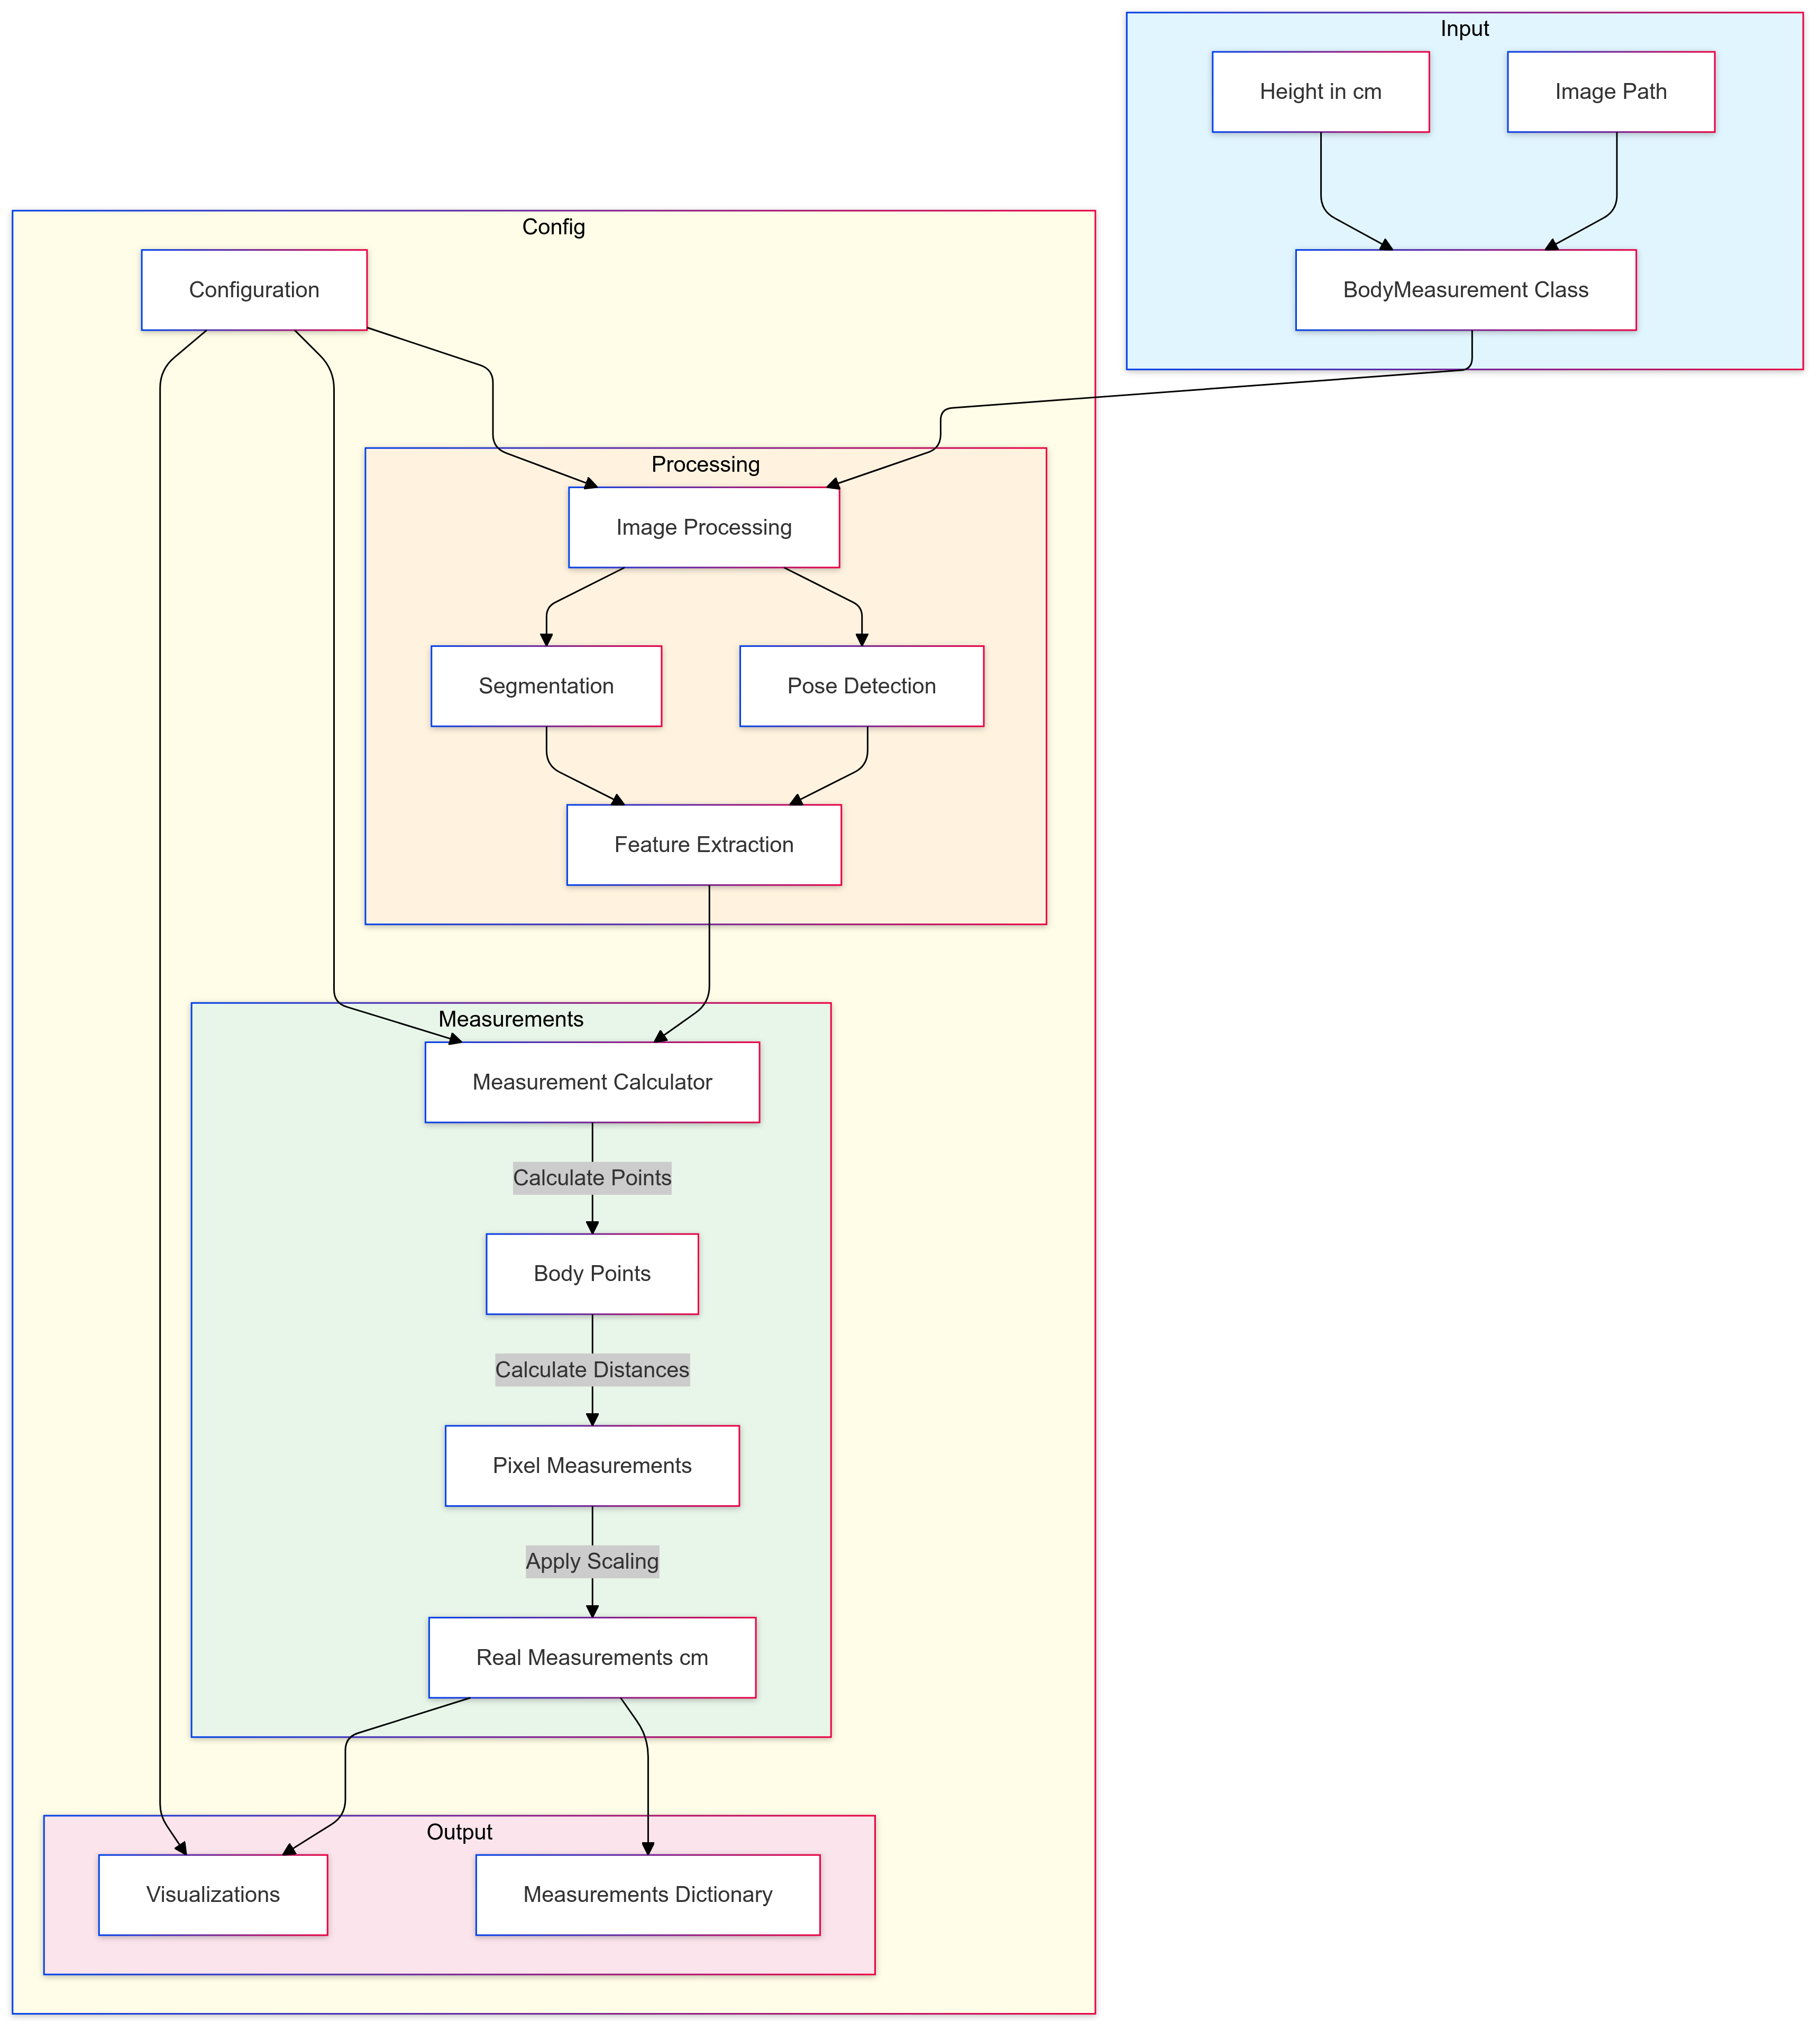 Input
Height in cm
Image Path
BodyMeasurement Class
Config
Configuration
Processing
Image Processing
Segmentation
Pose Detection
Feature Extraction
Measurements
Measurement Calculator
Calculate Points
Body Points
Calculate Distances
Pixel Measurements
Apply Scaling
Real Measurements cm
Output
Visualizations
Measurements Dictionary